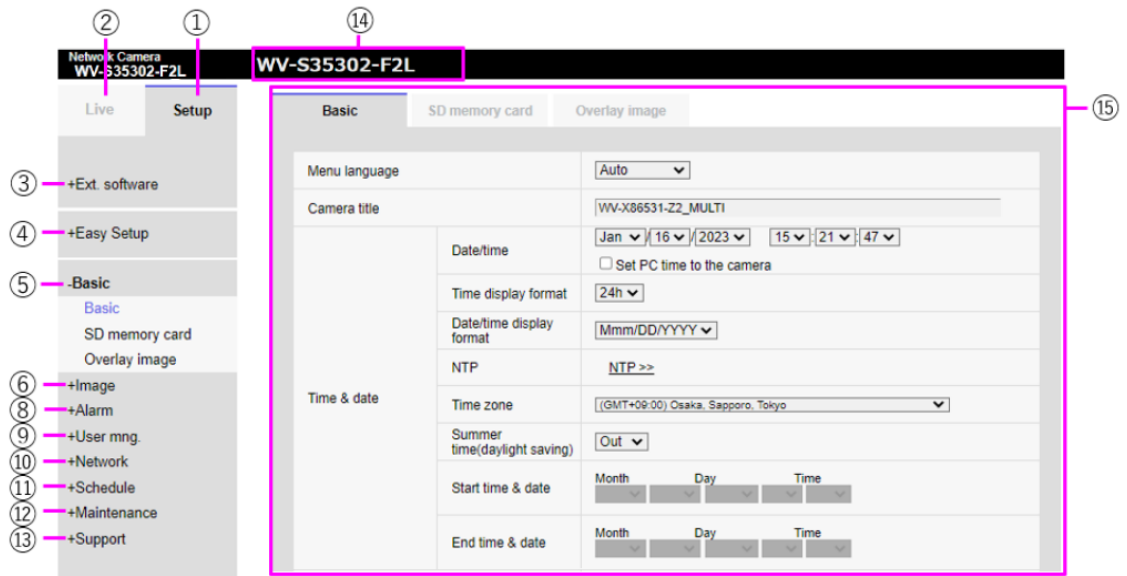 ② ① ⑭
Network Camera
WV-S35302-F2L
WV-S35302-F2L
Live Setup
Basic SD memory card Overlay image
⑮
③ +Ext. software
④ +Easy Setup
⑤ -Basic
Basic
SD memory card
Overlay image
⑥ +Image
⑧ +Alarm
⑨ +User mng.
⑩ +Network
⑪ +Schedule
⑫ +Maintenance
⑬ +Support
Menu language Auto
Camera title WV-X86531-Z2_MULTI
Time & date
Date/time Jan / 16 / 2023 15 : 21 : 47
Set PC time to the camera
Time display format 24h
Date/time display
format
Mmm/DD/YYYY
NTP NTP >>
Time zone (GMT+09:00) Osaka, Sapporo, Tokyo
Summer
time(daylight saving)
Out
Start time & date Month Day Time
End time & date Month Day Time